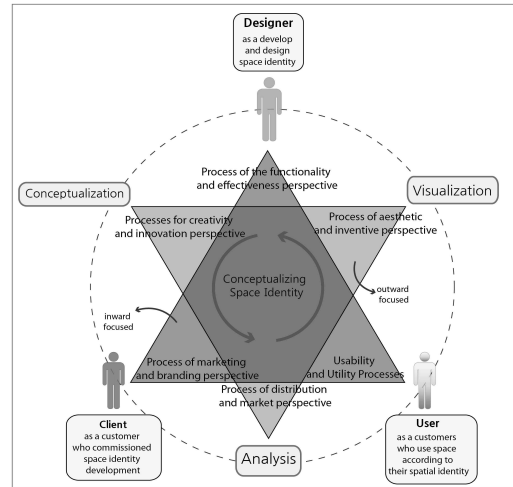 Designer
as a develop
and design
space identity
Process of the functionality
and effectiveness perspective
Conceptualization
Visualization
Processes for creativity
and innovation perspective
Process of aesthetic
and inventive perspective
Conceptualizing
Space Identity
outward
focused
inward
focused
Process of marketing
and branding perspective
Usability
and Utility Processes
Process of distribution
and market perspective
Client
as a customer
who commissioned
space identity
development
Analysis
User
as a customers
who use space
according to
their spatial identity